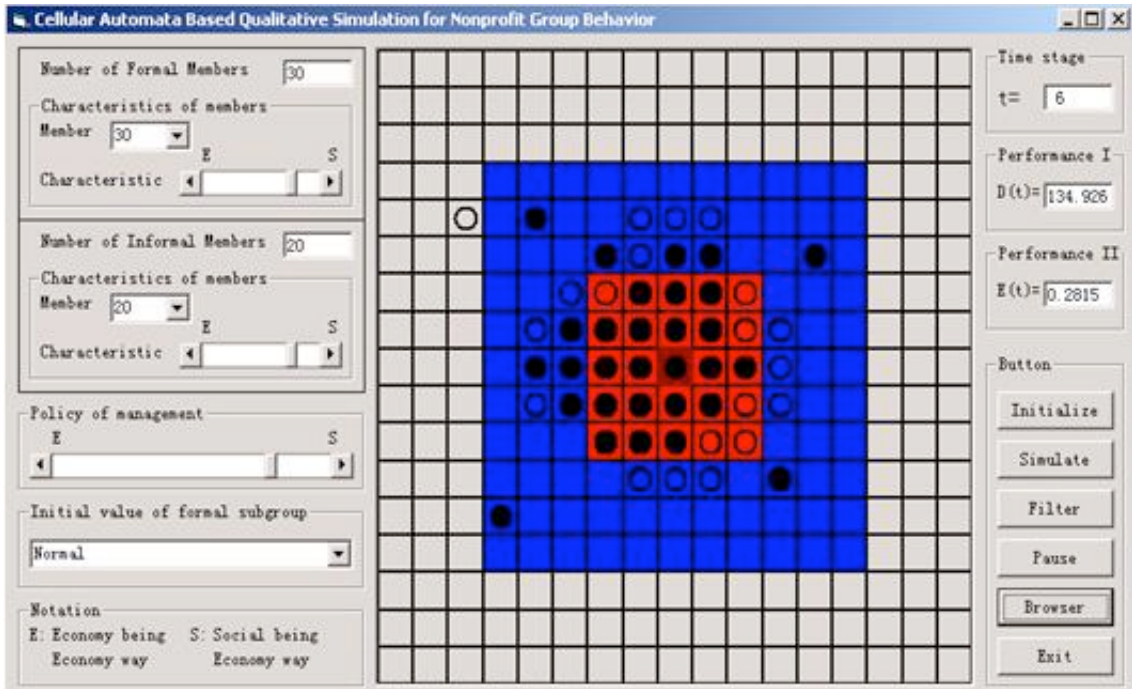 Cellular Automata Based Qualitative Simulation for Nonprofit Group Behavior
Number of Formal Members 30
Characteristics of members
Member 30
E S
Characteristic
Number of Informal Members 20
Characteristics of members
Member 20
E S
Characteristic
Policy of management
E S
Initial value of formal subgroup
Normal
Notation
E: Economy being S: Social being
Economy way Economy way
Time stage
t= 6
Performance I
D(t)= 134.926
Performance II
E(t)= 0.2815
Button
Initialize
Simulate
Filter
Pause
Browser
Exit